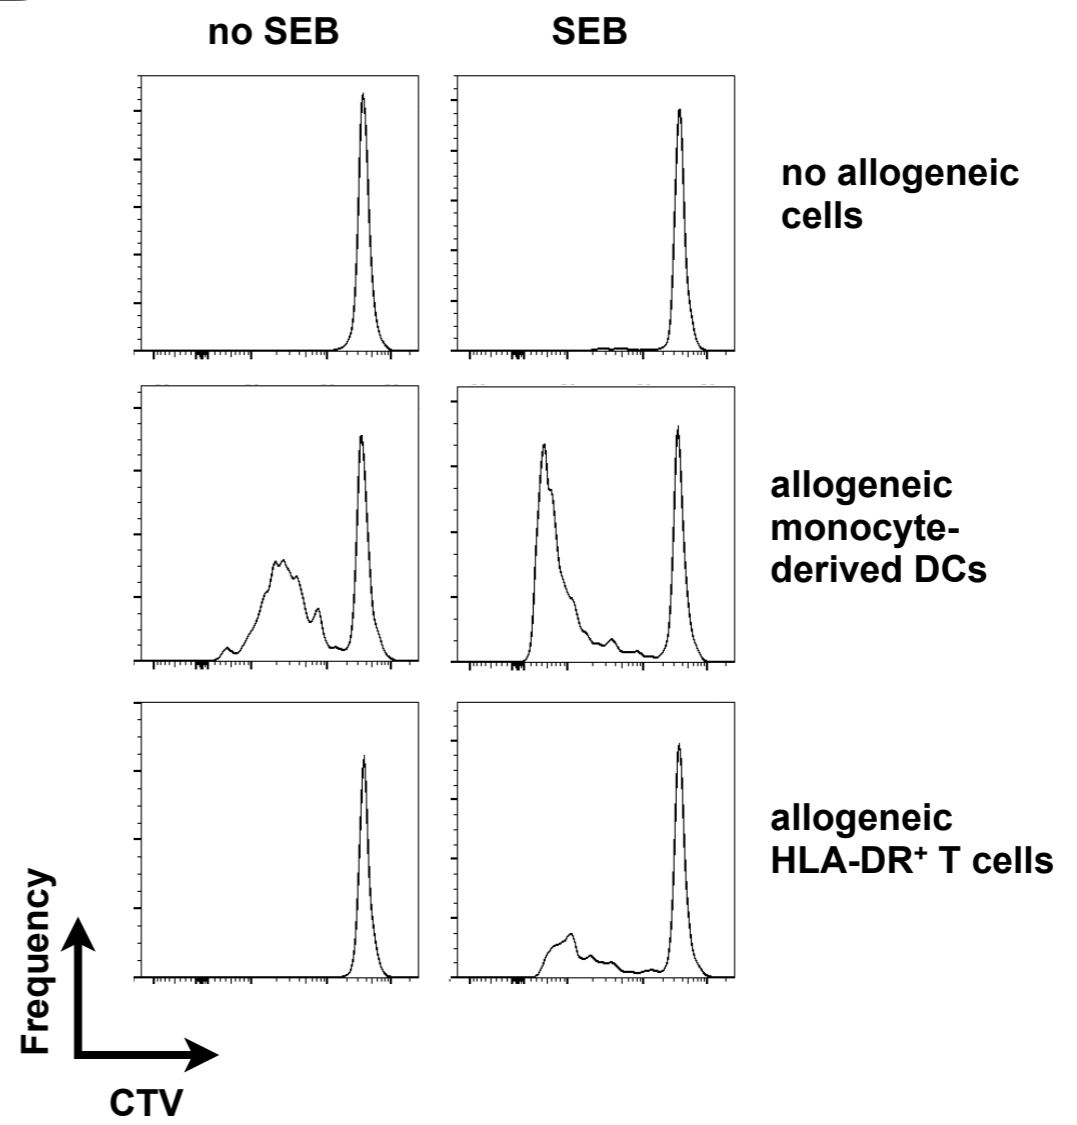 no SEB
SEB
no allogeneic
cells
allogeneic
monocyte-
derived DCs
allogeneic
HLA-DR⁺ T cells
Frequency
CTV